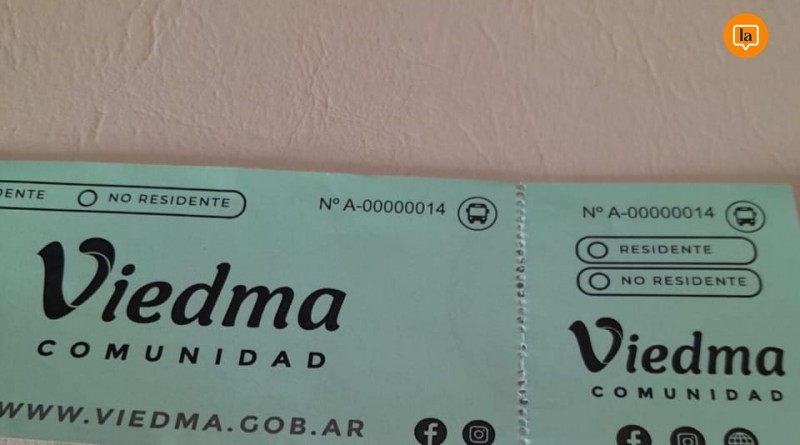 la
DENTE
NO RESIDENTE
Nº A-00000014
Viedma
COMUNIDAD
WWW.VIEDMA.GOB.AR
Nº A-00000014
RESIDENTE
NO RESIDENTE
Viedma
COMUNIDAD